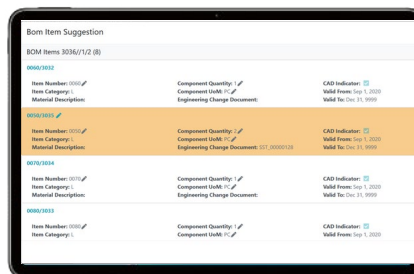 Bom Item Suggestion
BOM Items 3036//1/2 (8)
0060/3032
Item Number: 0060 Component Quantity: 1 CAD Indicator:
Item Category: L Component UoM: PC Valid From: Sep 1, 2020
Material Description: Engineering Change Document: Valid To: Dec 31, 9999
0050/3035
Item Number: 0050 Component Quantity: 2 CAD Indicator:
Item Category: L Component UoM: PC Valid From: Sep 1, 2020
Material Description: Engineering Change Document: SST_00000128 Valid To: Dec 31, 9999
0070/3034
Item Number: 0070 Component Quantity: 1 CAD Indicator:
Item Category: L Component UoM: PC Valid From: Sep 1, 2020
Material Description: Engineering Change Document: Valid To: Dec 31, 9999
0080/3033
Item Number: 0080 Component Quantity: 1 CAD Indicator:
Item Category: L Component UoM: PC Valid From: Sep 1, 2020